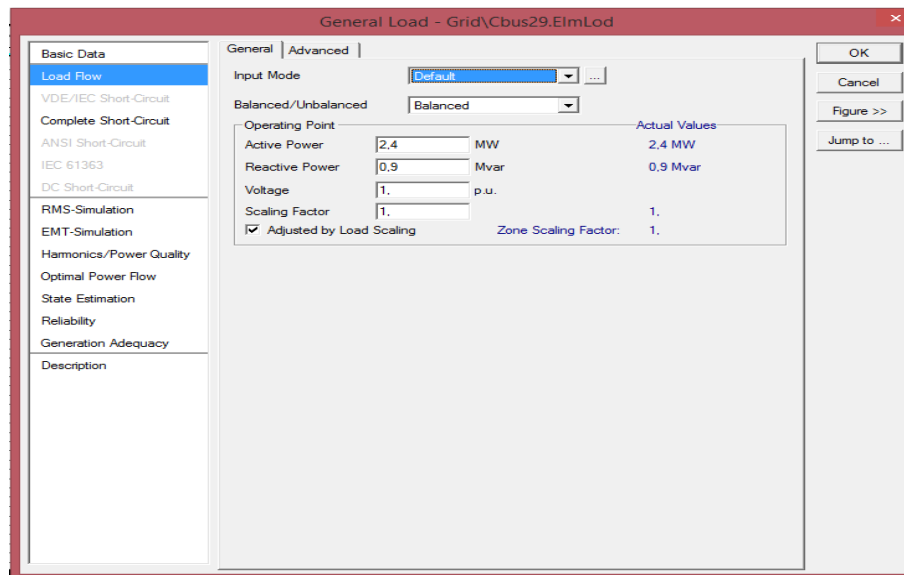 General Load - Grid\Cbus29.ElmLod
×
Basic Data
Load Flow
VDE/IEC Short-Circuit
Complete Short-Circuit
ANSI Short-Circuit
IEC 61363
DC Short-Circuit
RMS-Simulation
EMT-Simulation
Harmonics/Power Quality
Optimal Power Flow
State Estimation
Reliability
Generation Adequacy
Description
General Advanced
Input Mode Default ...
Balanced/Unbalanced Balanced
Operating Point Actual Values
Active Power 2,4 MW 2,4 MW
Reactive Power 0,9 Mvar 0,9 Mvar
Voltage 1, p.u.
Scaling Factor 1, 1,
Adjusted by Load Scaling Zone Scaling Factor: 1,
OK
Cancel
Figure >>
Jump to ...